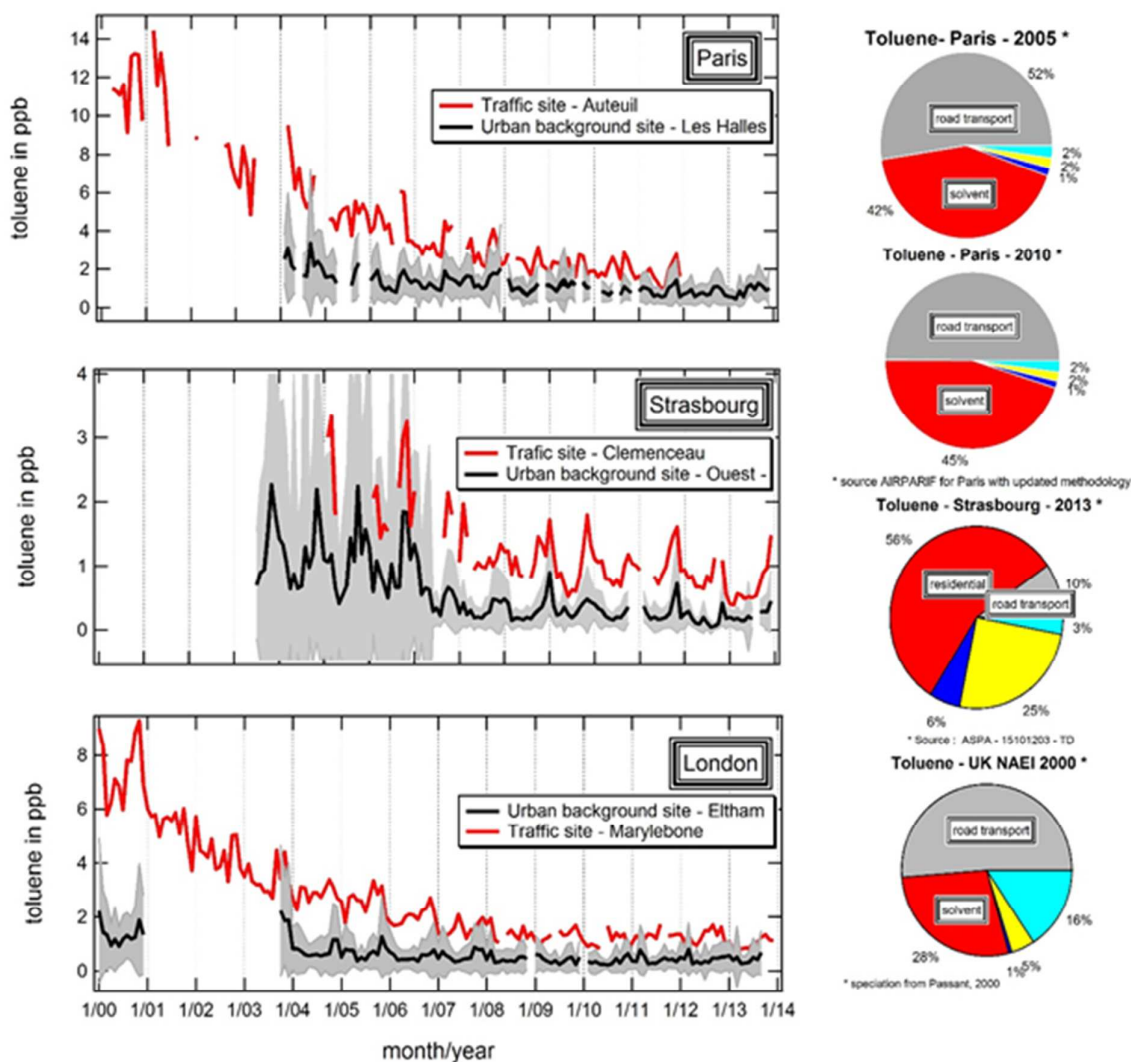 Paris
Traffic site - Auteuil
Urban background site - Les Halles
toluene in ppb
14
12
10
8
6
4
2
0
Toluene- Paris - 2005 *
52%
road transport
2%
2%
1%
solvent
42%
Toluene - Paris - 2010 *
road transport
2%
2%
1%
solvent
45%
* source AIRPARIF for Paris with updated methodology
Strasbourg
Trafic site - Clemenceau
Urban background site - Ouest -
toluene in ppb
4
3
2
1
0
Toluene - Strasbourg - 2013 *
56%
residential
10%
road transport
3%
25%
6%
* Source : ASPA - 15101203 - TD
London
Urban background site - Eltham
Traffic site - Marylebone
toluene in ppb
8
6
4
2
0
1/00 1/01 1/02 1/03 1/04 1/05 1/06 1/07 1/08 1/09 1/10 1/11 1/12 1/13 1/14
month/year
Toluene - UK NAEI 2000 *
road transport
solvent
16%
28%
1%
5%
* speciation from Passant, 2000